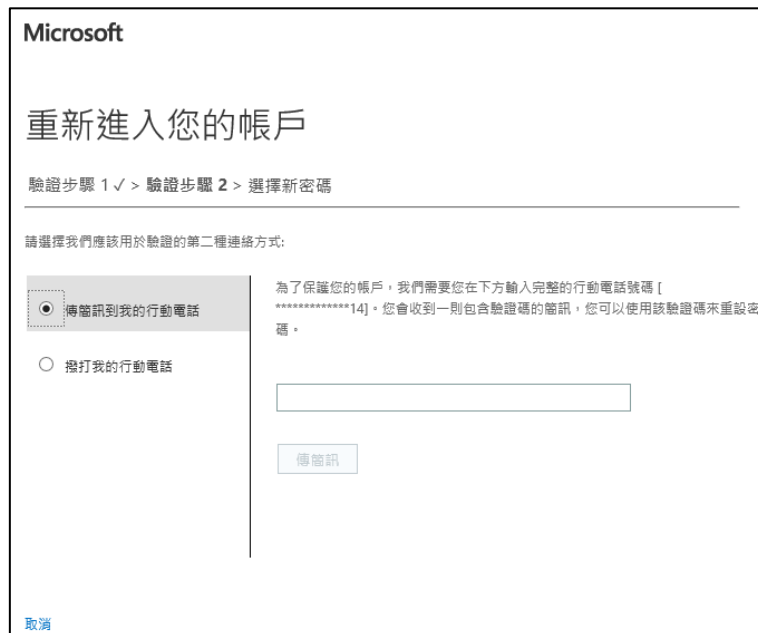 Microsoft
重新進入您的帳戶
驗證步驟 1 ✓ > 驗證步驟 2 > 選擇新密碼
請選擇我們應該用於驗證的第二種連絡方式:
傳簡訊到我的行動電話
撥打我的行動電話
為了保護您的帳戶，我們需要您在下方輸入完整的行動電話號碼 [
*************14]。您會收到一則包含驗證碼的簡訊，您可以使用該驗證碼來重設密
碼。
傳簡訊
取消